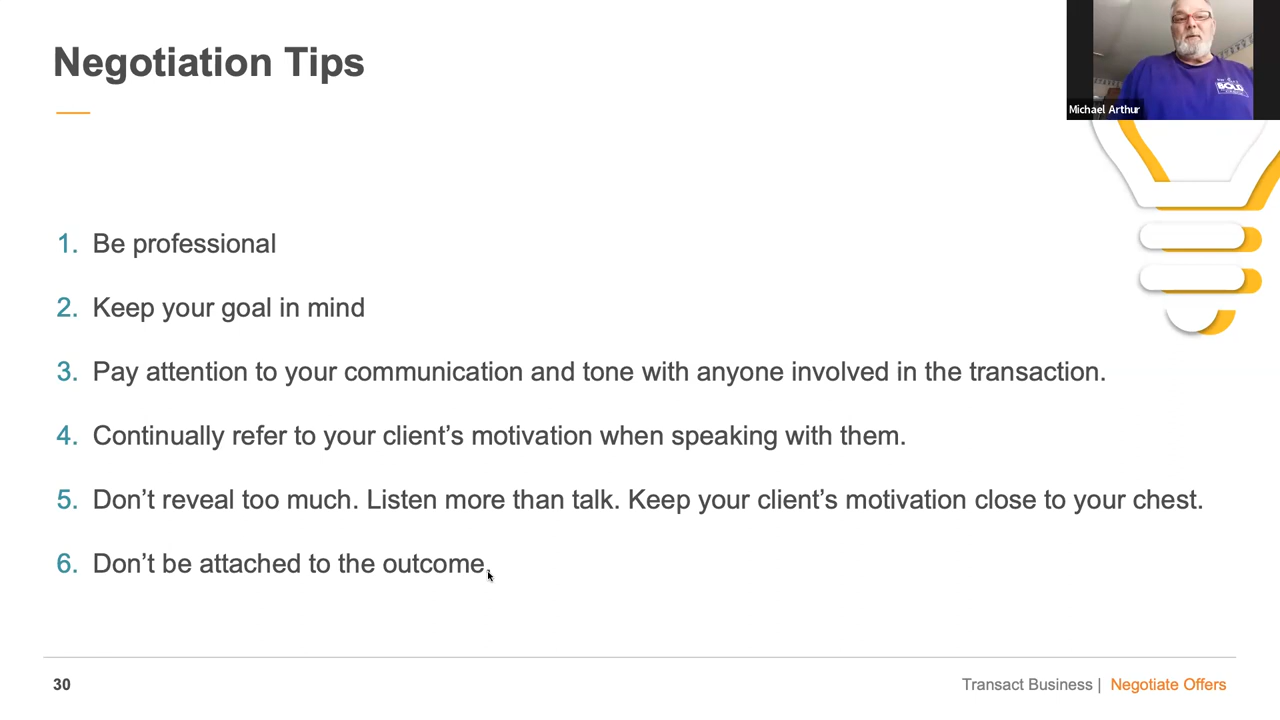 Negotiation Tips
Michael Arthur
BOLD
1. Be professional
2. Keep your goal in mind
3. Pay attention to your communication and tone with anyone involved in the transaction.
4. Continually refer to your client’s motivation when speaking with them.
5. Don’t reveal too much. Listen more than talk. Keep your client’s motivation close to your chest.
6. Don’t be attached to the outcome.
30
Transact Business | Negotiate Offers